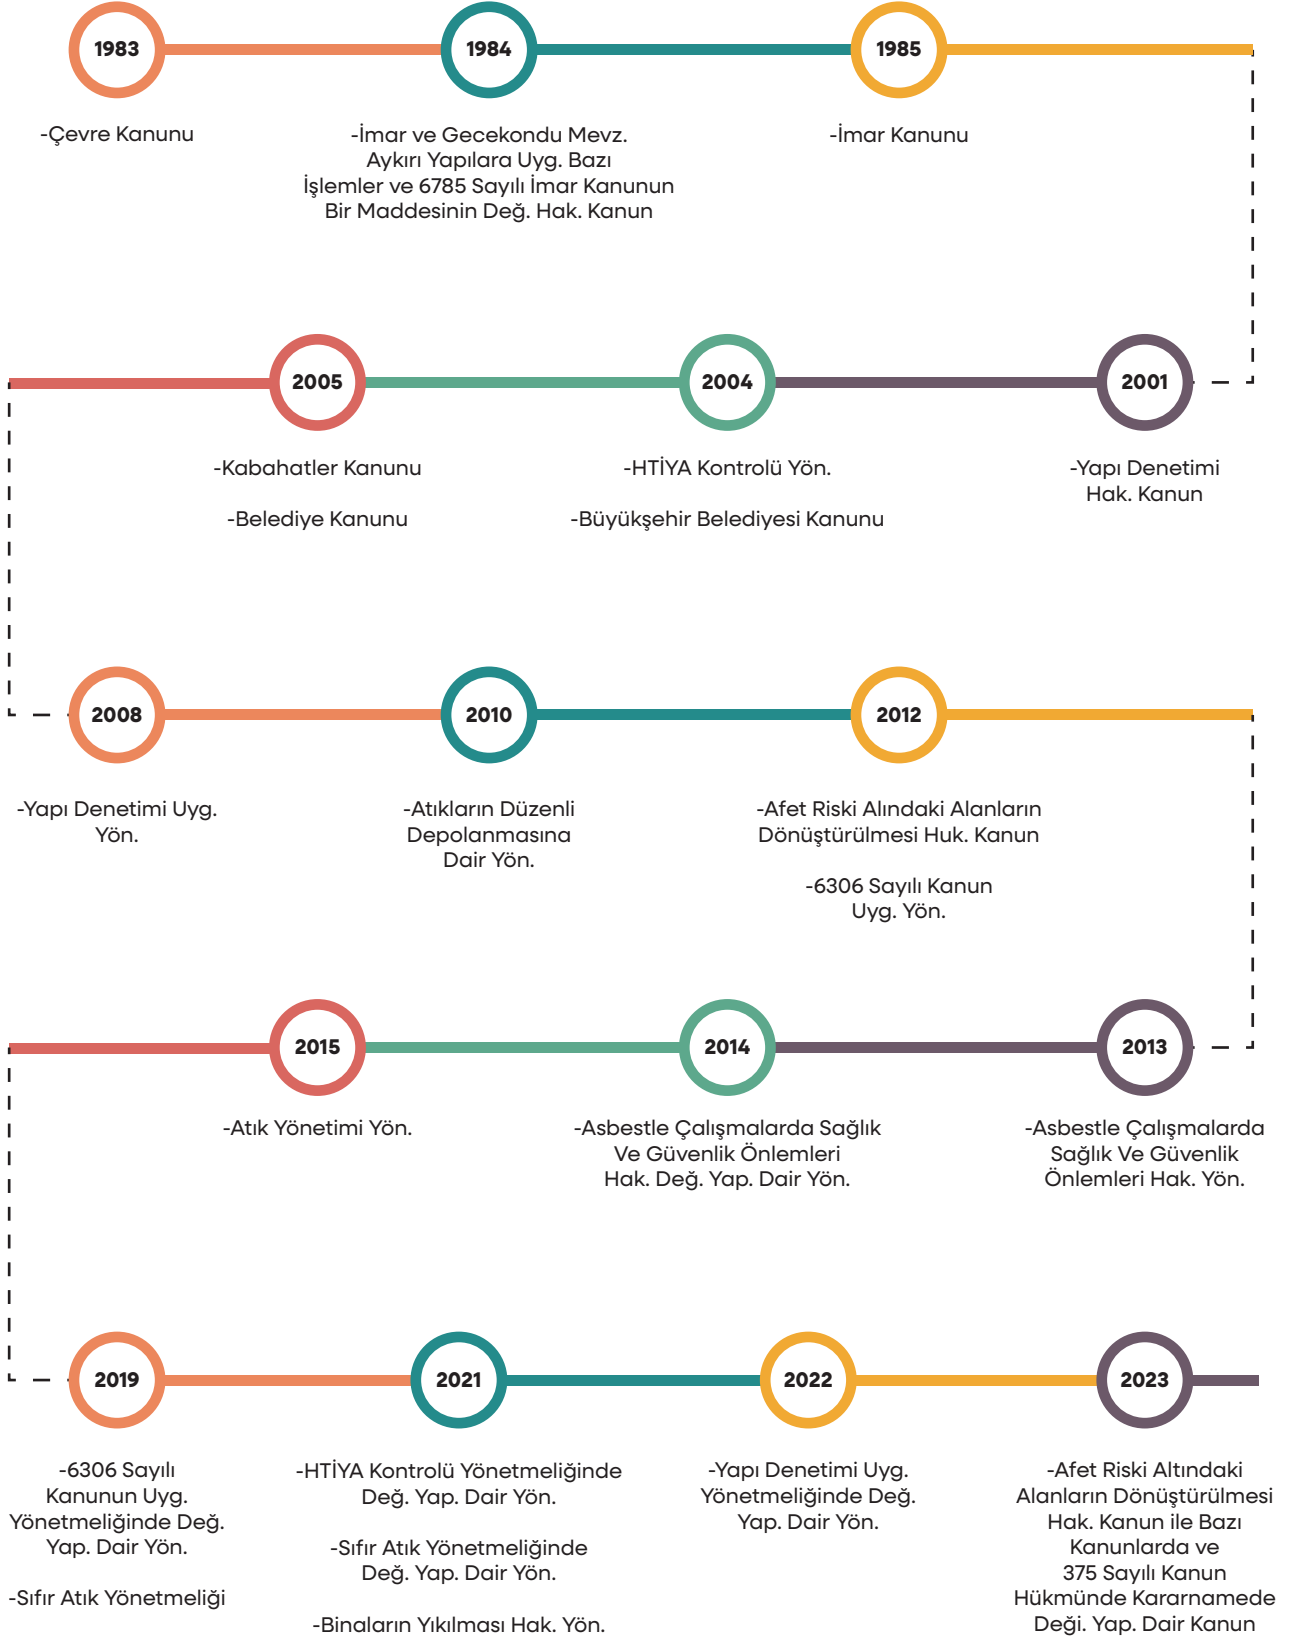 1983
-Çevre Kanunu
1984
-İmar ve Gecekondu Mevz.
Aykırı Yapılara Uyg. Bazı
İşlemler ve 6785 Sayılı İmar Kanunun
Bir Maddesinin Değ. Hak. Kanun
1985
-İmar Kanunu
2001
-Yapı Denetimi
Hak. Kanun
2004
-HTİYA Kontrolü Yön.
-Büyükşehir Belediyesi Kanunu
2005
-Kabahatler Kanunu
-Belediye Kanunu
2008
-Yapı Denetimi Uyg.
Yön.
2010
-Atıkların Düzenli
Depolanmasına
Dair Yön.
2012
-Afet Riski Alındaki Alanların
Dönüştürülmesi Huk. Kanun
-6306 Sayılı Kanun
Uyg. Yön.
2013
-Asbestle Çalışmalarda
Sağlık Ve Güvenlik
Önlemleri Hak. Yön.
2014
-Asbestle Çalışmalarda Sağlık
Ve Güvenlik Önlemleri
Hak. Değ. Yap. Dair Yön.
2015
-Atık Yönetimi Yön.
2019
-6306 Sayılı
Kanunun Uyg.
Yönetmeliğinde Değ.
Yap. Dair Yön.
-Sıfır Atık Yönetmeliği
2021
-HTİYA Kontrolü Yönetmeliğinde
Değ. Yap. Dair Yön.
-Sıfır Atık Yönetmeliğinde
Değ. Yap. Dair Yön.
-Binaların Yıkılması Hak. Yön.
2022
-Yapı Denetimi Uyg.
Yönetmeliğinde Değ.
Yap. Dair Yön.
2023
-Afet Riski Altındaki
Alanların Dönüştürülmesi
Hak. Kanun ile Bazı
Kanunlarda ve
375 Sayılı Kanun
Hükmünde Kararnamede
Deği. Yap. Dair Kanun